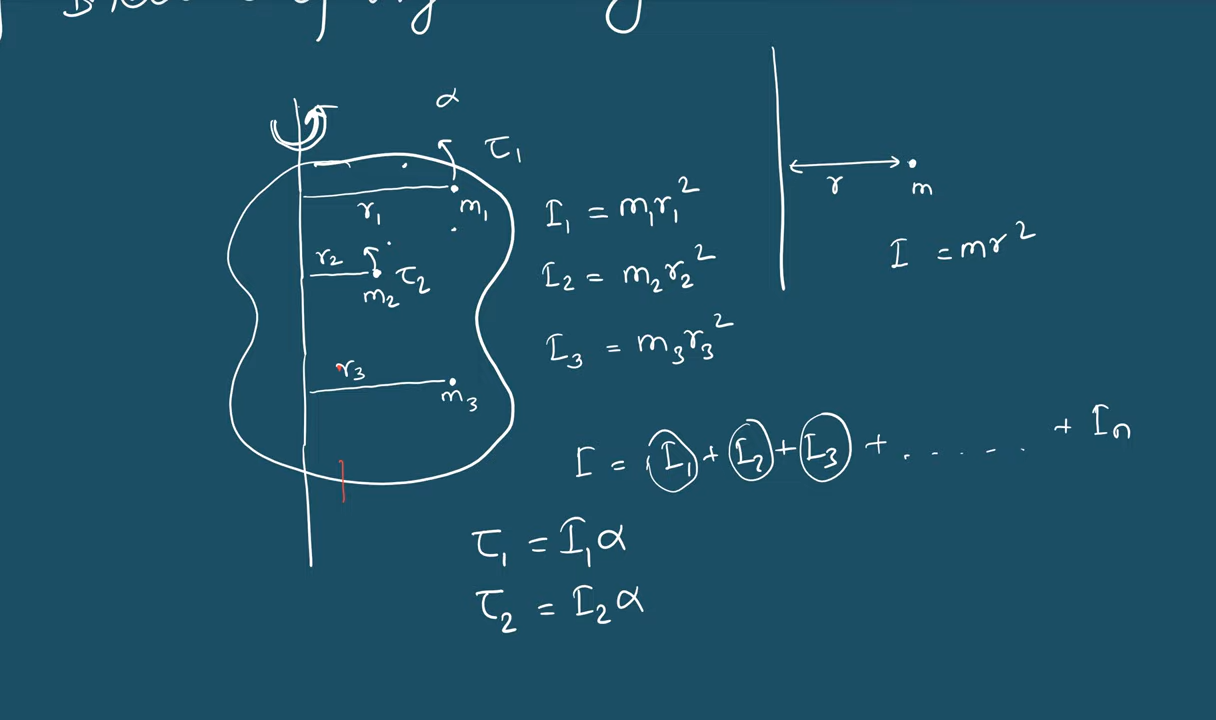 α
τ₁
r₁
m₁
r₂
τ₂
m₂
r₃
m₃
I₁ = m₁r₁²
I₂ = m₂r₂²
I₃ = m₃r₃²
r
m
I = mr²
I = I₁ + I₂ + I₃ + ...... + Iₙ
τ₁ = I₁α
τ₂ = I₂α